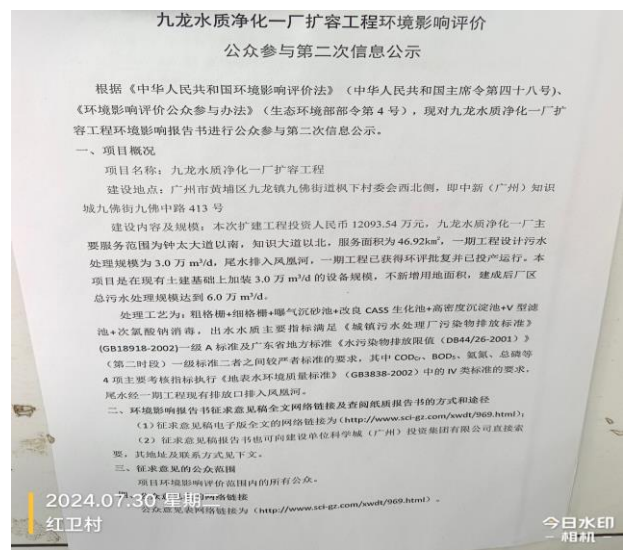 九龙水质净化一厂扩容工程环境影响评价
公众参与第二次信息公示
根据《中华人民共和国环境影响评价法》（中华人民共和国主席令第四十八号)、
《环境影响评价公众参与办法》（生态环境部部令第 4 号），现对九龙水质净化一厂扩
容工程环境影响报告书进行公众参与第二次信息公示。
一、项目概况
项目名称：九龙水质净化一厂扩容工程
建设地点：广州市黄埔区九龙镇九佛街道枫下村委会西北侧，即中新（广州）知识
城九佛街九佛中路 413 号
建设内容及规模：本次扩建工程投资人民币 12093.54 万元，九龙水质净化一厂主
要服务范围为钟太大道以南，知识大道以北，服务面积为 46.92km²，一期工程设计污水
处理规模为 3.0 万 m³/d，尾水排入凤凰河，一期工程已获得环评批复并已投产运行。本
项目是在现有土建基础上加装 3.0 万 m³/d 的设备规模，不新增用地面积，建成后厂区
总污水处理规模达到 6.0 万 m³/d。
处理工艺为：粗格栅+细格栅+曝气沉砂池+改良 CASS 生化池+高密度沉淀池+V 型滤
池+次氯酸钠消毒，出水水质主要指标满足《城镇污水处理厂污染物排放标准》
(GB18918-2002)一级 A 标准及广东省地方标准《水污染物排放限值（DB44/26-2001）》
（第二时段）一级标准二者之间较严者标准的要求，其中 CODCr、BOD₅、氨氮、总磷等
4 项主要考核指标执行《地表水环境质量标准》（GB3838-2002）中的 IV 类标准的要求，
尾水经一期工程现有排放口排入凤凰河。
二、环境影响报告书征求意见稿全文网络链接及查阅纸质报告书的方式和途径
（1）征求意见稿电子版全文的网络链接为（http://www.sci-gz.com/xwdt/969.html）；
（2）征求意见稿报告书也可向建设单位科学城（广州）投资集团有限公司直接索
要，其地址及联系方式见下文。
三、征求意见的公众范围
项目环境影响评价范围内的所有公众。
网络链接
公众意见表网络链接为（http://www.sci-gz.com/xwdt/969.html）。
2024.07.30 星期二
红卫村
今日水印
相机